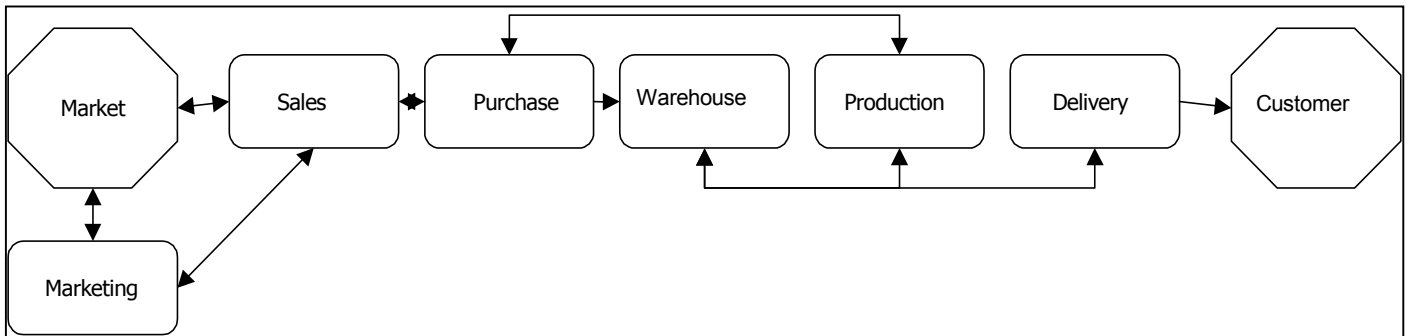 Market
Sales
Purchase
Warehouse
Production
Delivery
Customer
Marketing